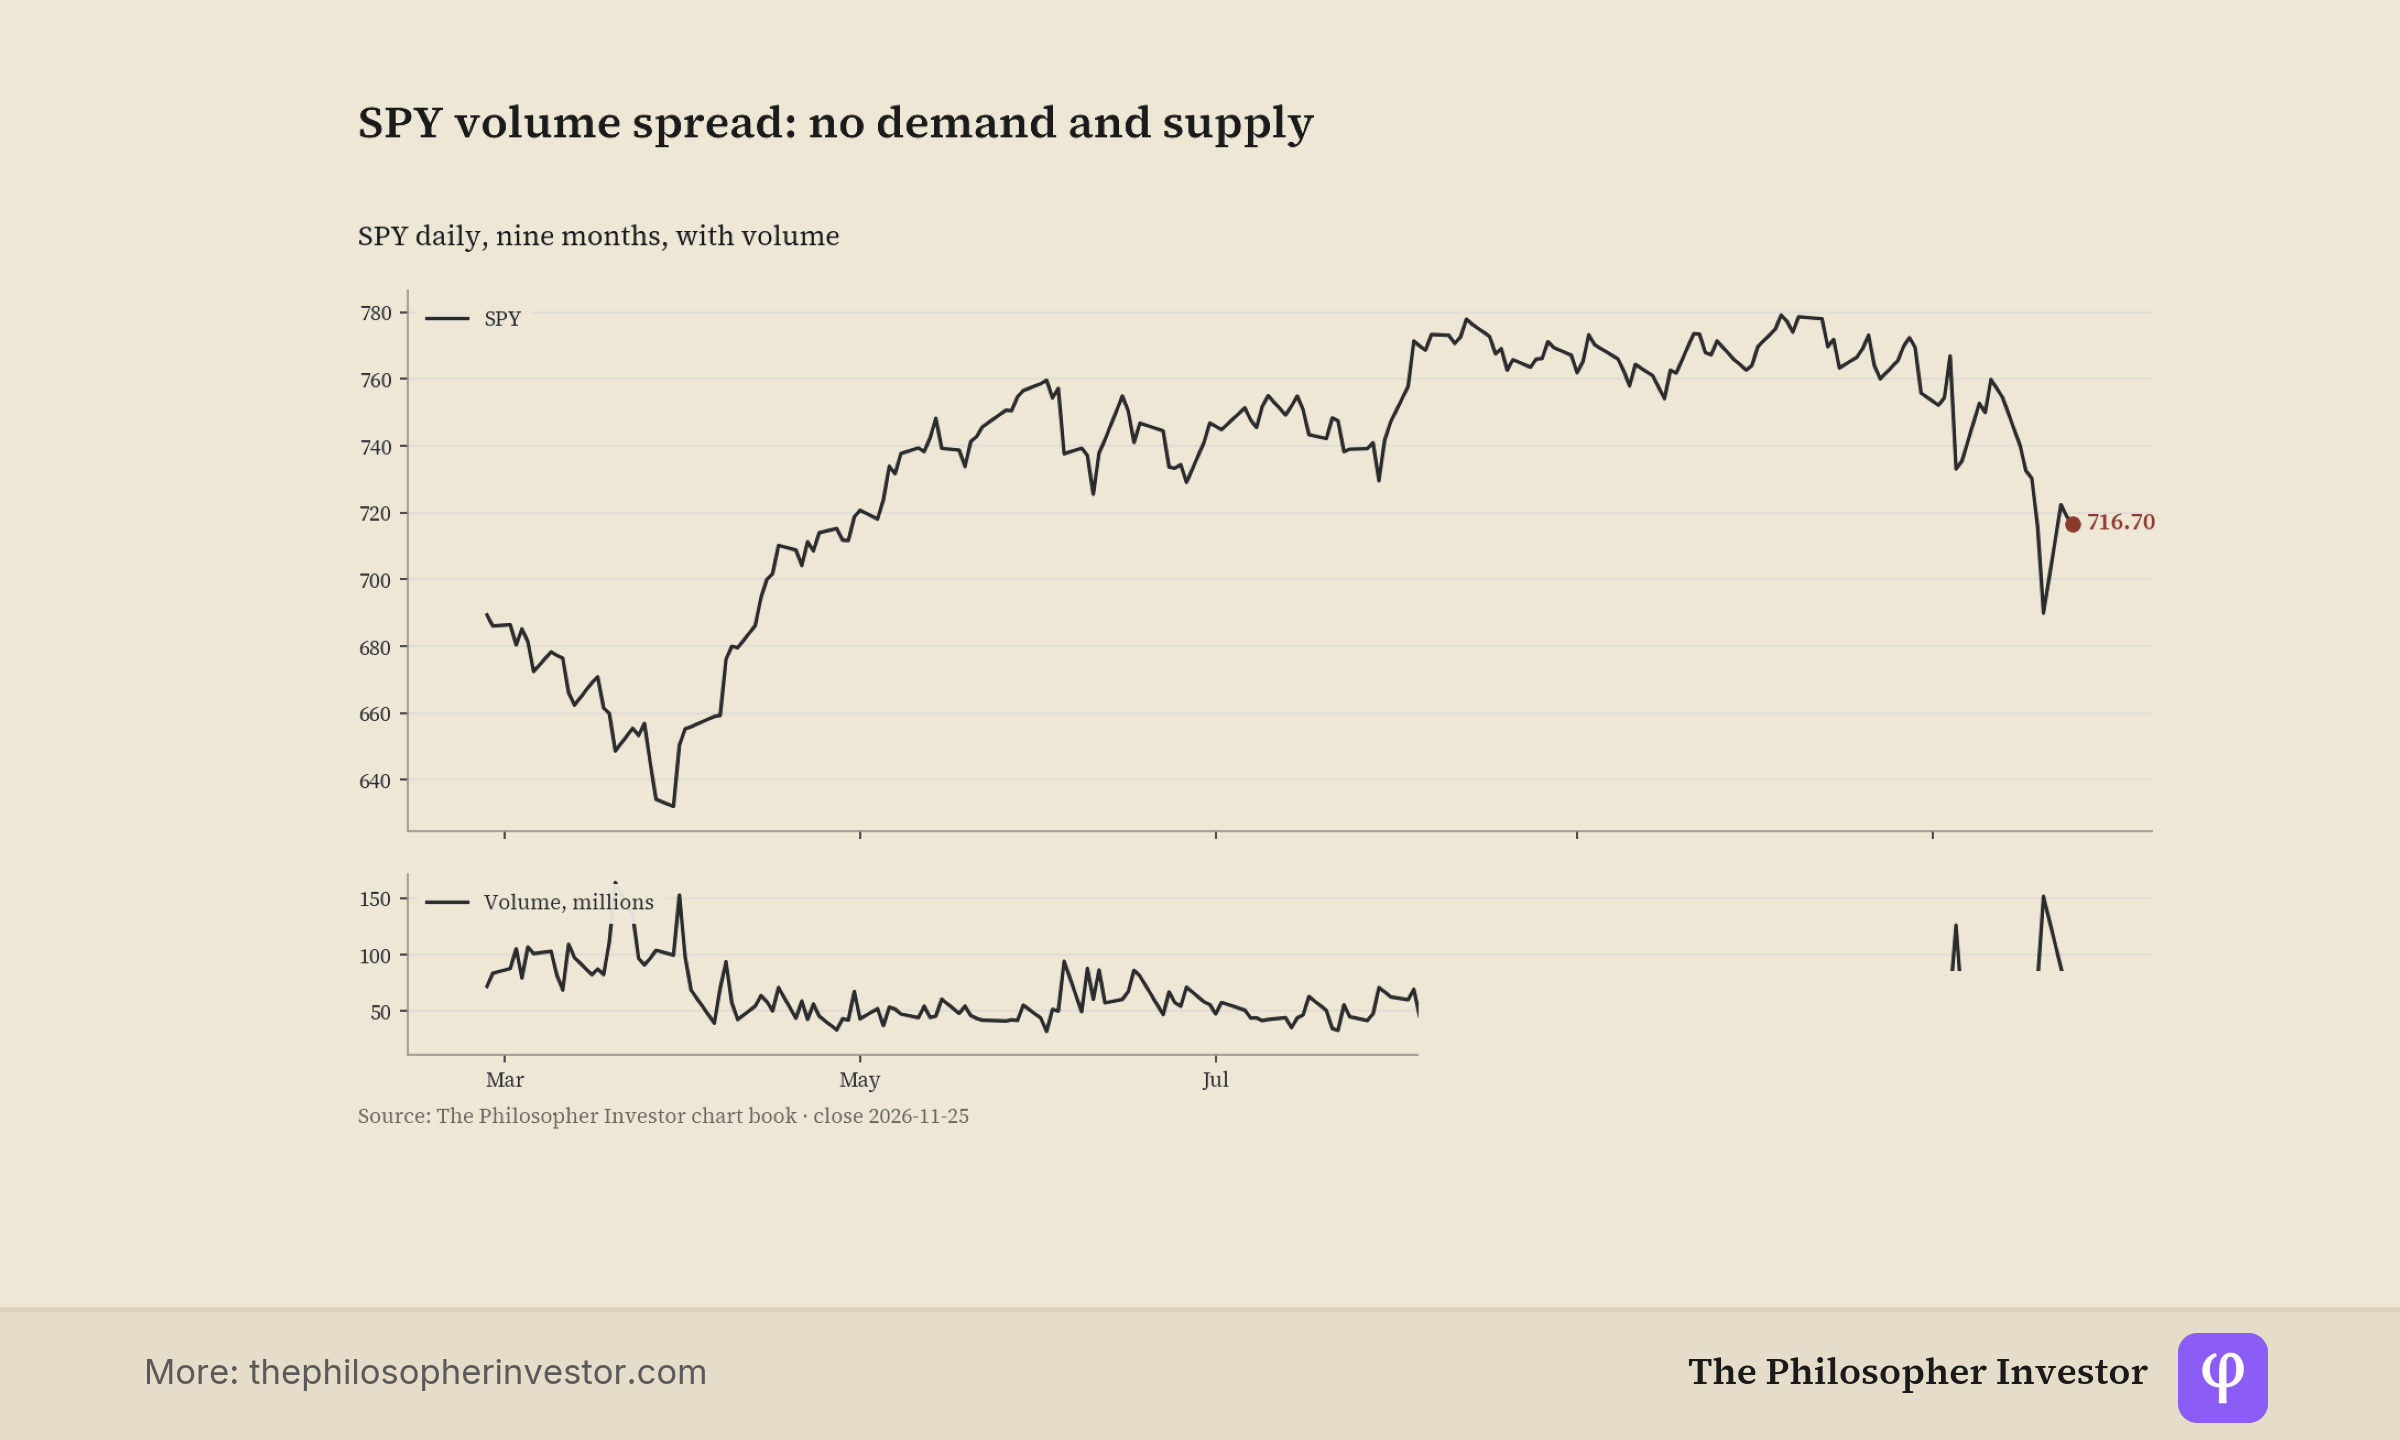 SPY volume spread: no demand and supply
SPY daily, nine months, with volume
780
SPY
760
740
720
716.70
700
680
660
640
150
Volume, millions
100
50
Mar May Jul
Source: The Philosopher Investor chart book · close 2026-11-25
More: thephilosopherinvestor.com
The Philosopher Investor
φ